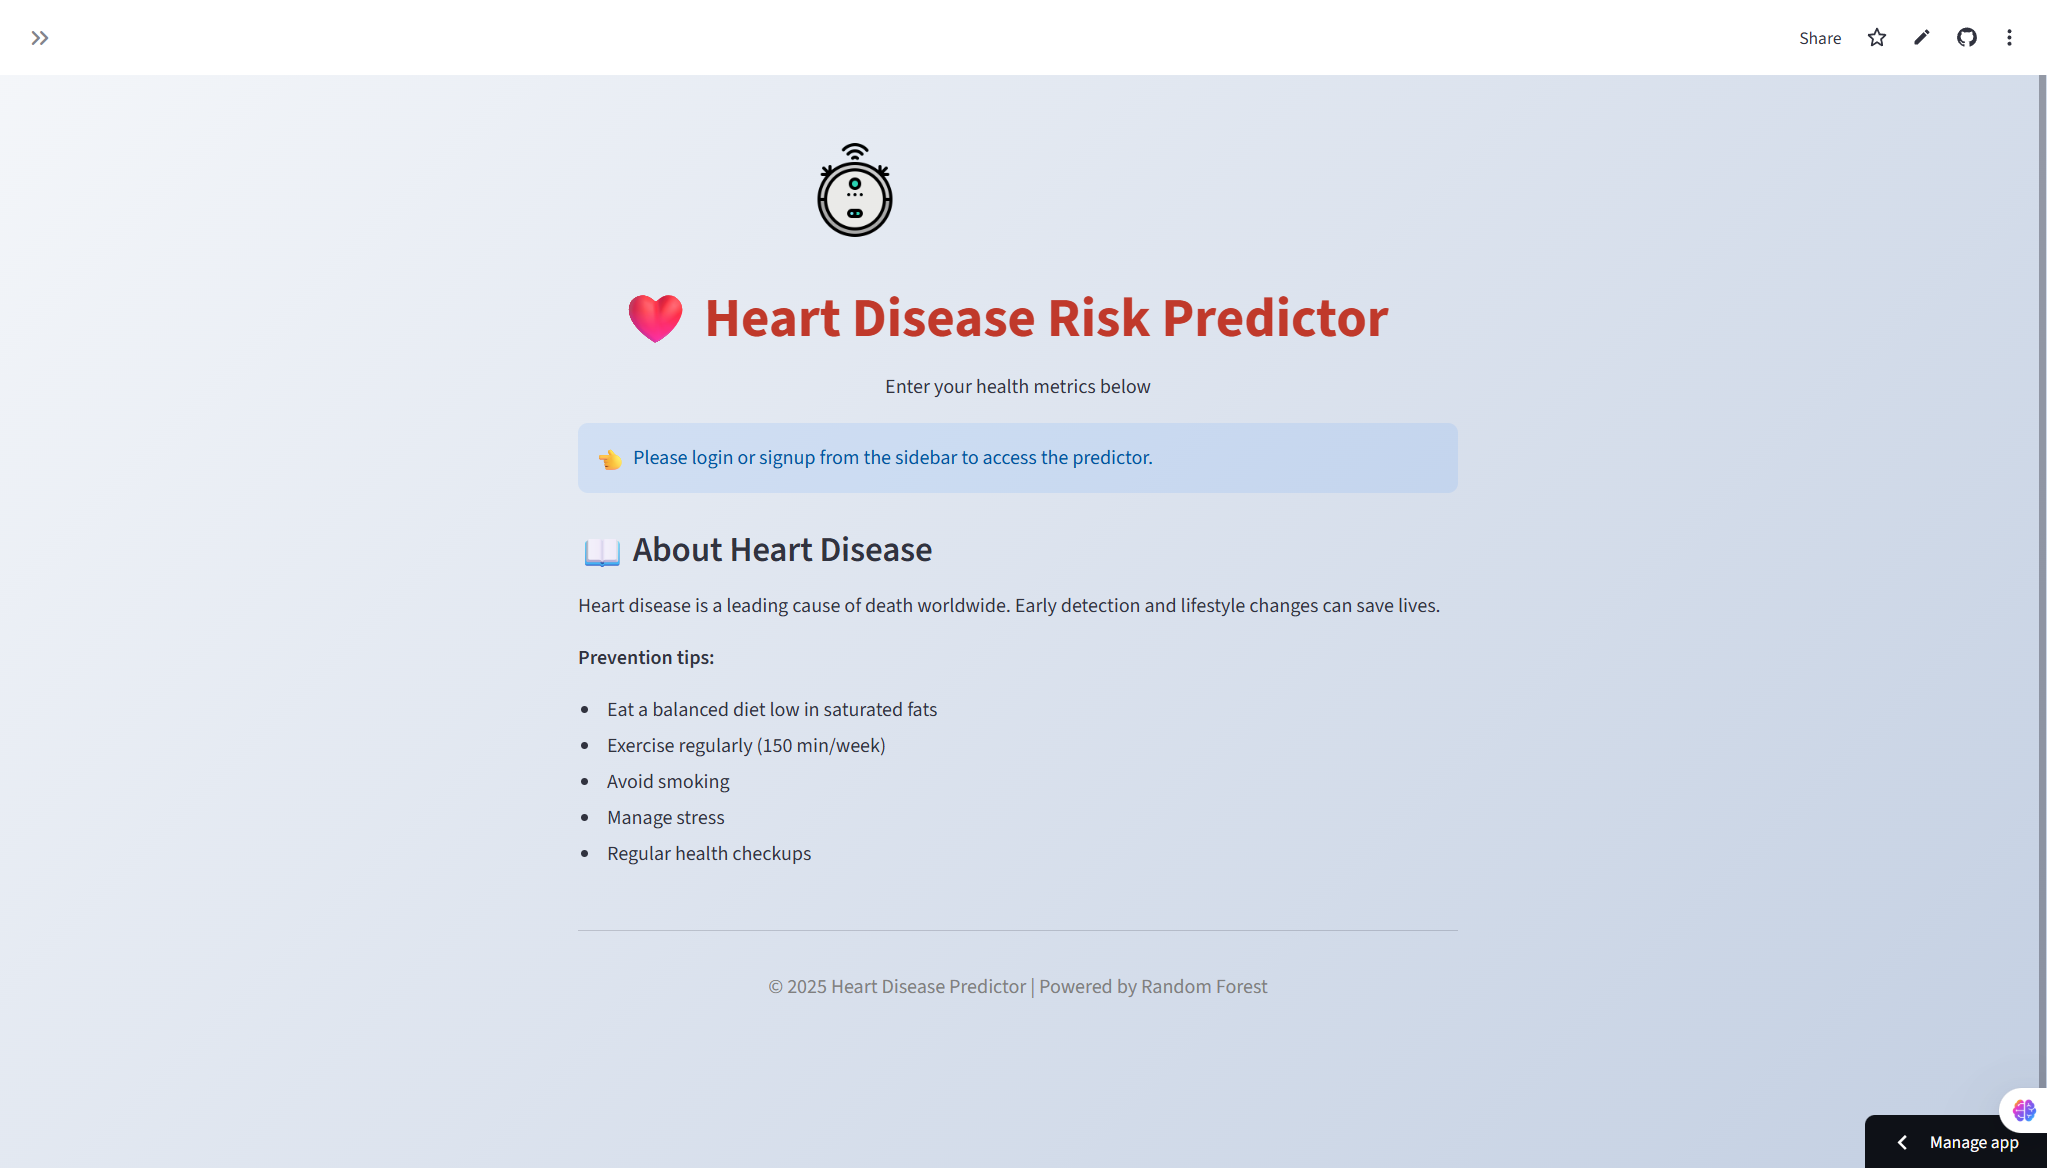 Share
Heart Disease Risk Predictor
Enter your health metrics below
Please login or signup from the sidebar to access the predictor.
About Heart Disease
Heart disease is a leading cause of death worldwide. Early detection and lifestyle changes can save lives.
Prevention tips:
Eat a balanced diet low in saturated fats
Exercise regularly (150 min/week)
Avoid smoking
Manage stress
Regular health checkups
© 2025 Heart Disease Predictor | Powered by Random Forest
Manage app